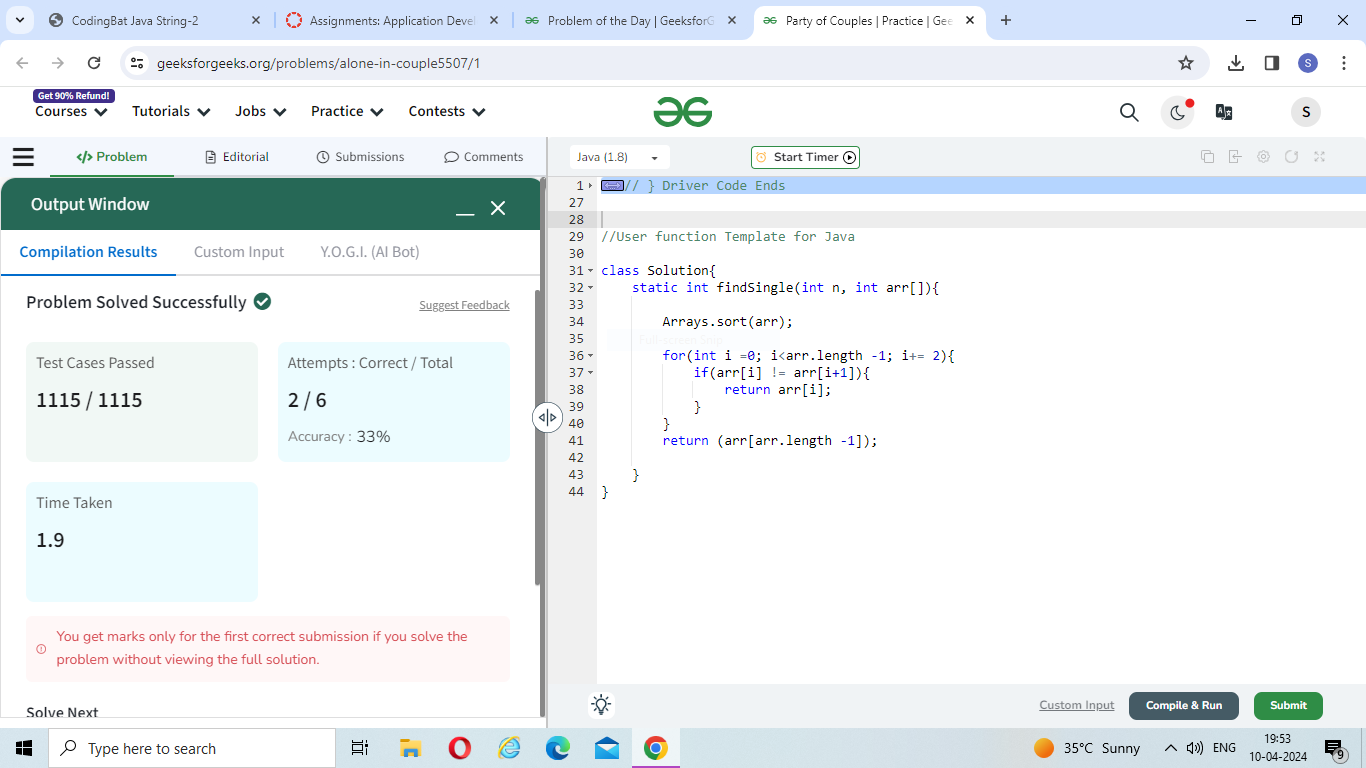 CodingBat Java String-2
Assignments: Application Devel
Problem of the Day | GeeksforG
Party of Couples | Practice | Gee
geeksforgeeks.org/problems/alone-in-couple5507/1
S
Get 90% Refund!
Courses
Tutorials
Jobs
Practice
Contests
S
</> Problem
Editorial
Submissions
Comments
Java (1.8)
Start Timer
Output Window
Compilation Results
Custom Input
Y.O.G.I. (AI Bot)
Problem Solved Successfully
Suggest Feedback
Test Cases Passed
1115 / 1115
Attempts : Correct / Total
2 / 6
Accuracy : 33%
Time Taken
1.9
You get marks only for the first correct submission if you solve the
problem without viewing the full solution.
Solve Next
1 // } Driver Code Ends
27
28
29 //User function Template for Java
30
31 class Solution{
32 static int findSingle(int n, int arr[]){
33
34 Arrays.sort(arr);
35
36 for(int i =0; i<arr.length -1; i+= 2){
37 if(arr[i] != arr[i+1]){
38 return arr[i];
39 }
40 }
41 return (arr[arr.length -1]);
42
43 }
44 }
Custom Input
Compile & Run
Submit
Type here to search
35°C Sunny
ENG
19:53
10-04-2024
9